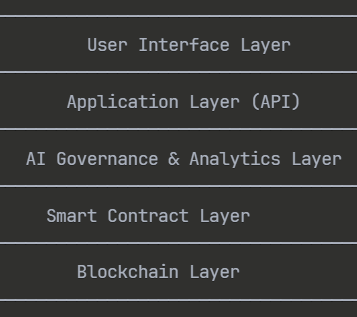 User Interface Layer
Application Layer (API)
AI Governance & Analytics Layer
Smart Contract Layer
Blockchain Layer